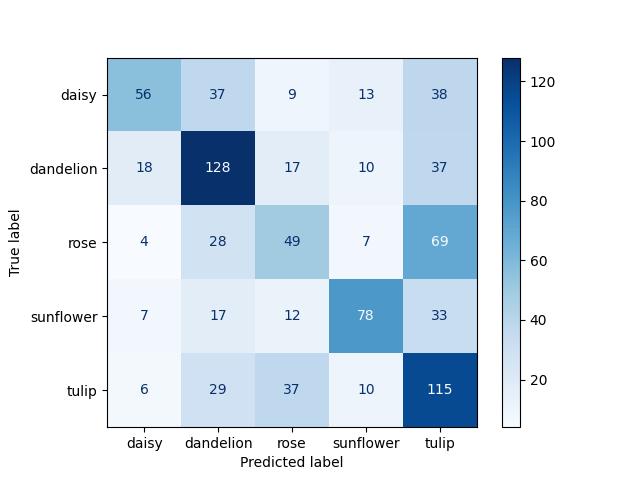 daisy 56 37 9 13 38
dandelion 18 128 17 10 37
rose 4 28 49 7 69
sunflower 7 17 12 78 33
tulip 6 29 37 10 115
daisy dandelion rose sunflower tulip
Predicted label
True label
120
100
80
60
40
20